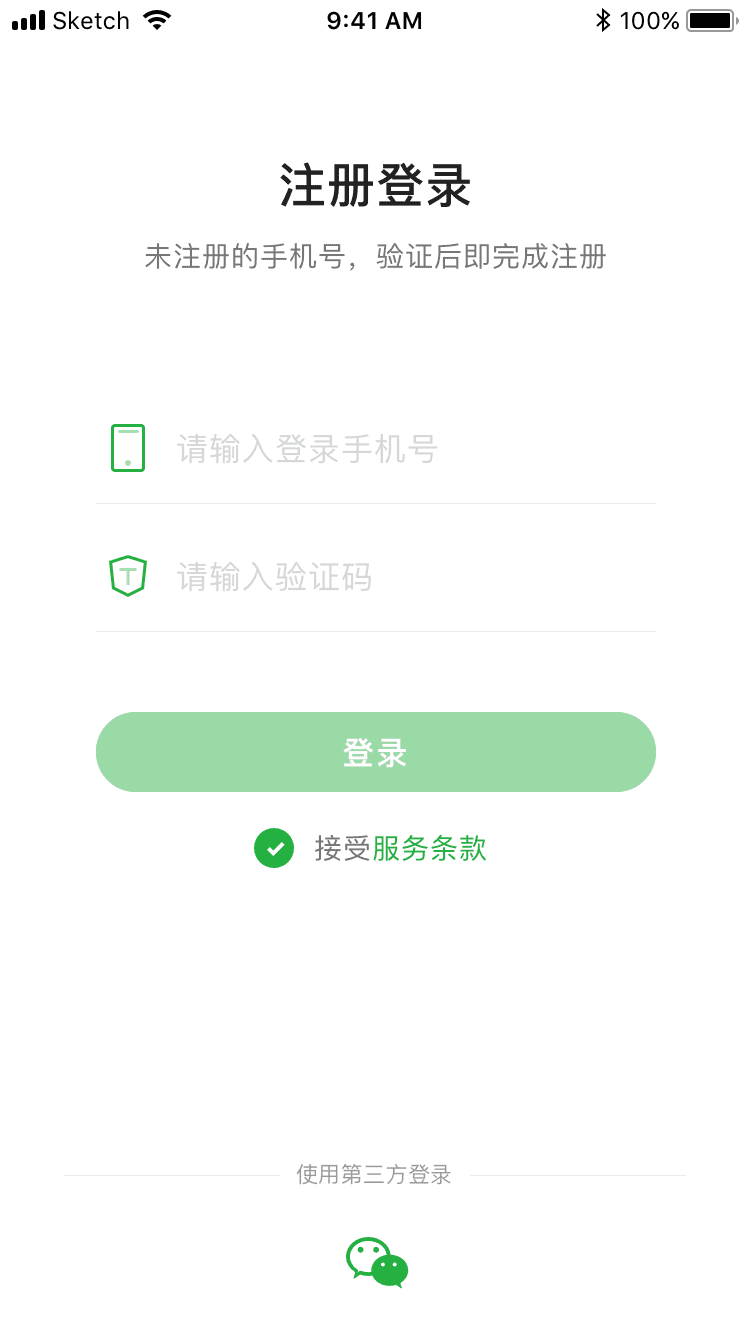 Sketch 9:41 AM 100%
注册登录
未注册的手机号，验证后即完成注册
请输入登录手机号
T 请输入验证码
登录
接受服务条款
使用第三方登录